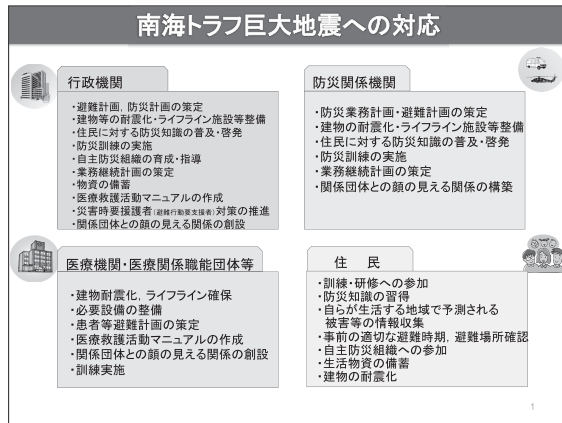 南海トラフ巨大地震への対応
行政機関
・避難計画，防災計画の策定
・建物等の耐震化・ライフライン施設等整備
・住民に対する防災知識の普及・啓発
・防災訓練の実施
・自主防災組織の育成・指導
・業務継続計画の策定
・物資の備蓄
・医療救護活動マニュアルの作成
・災害時要援護者（避難行動要支援者）対策の推進
・関係団体との顔の見える関係の創設
防災関係機関
・防災業務計画・避難計画の策定
・建物の耐震化・ライフライン施設等整備
・住民に対する防災知識の普及・啓発
・防災訓練の実施
・業務継続計画の策定
・関係団体との顔の見える関係の構築
医療機関・医療関係職能団体等
・建物耐震化，ライフライン確保
・必要設備の整備
・患者等避難計画の策定
・医療救護活動マニュアルの作成
・関係団体との顔の見える関係の創設
・訓練実施
住　民
・訓練・研修への参加
・防災知識の習得
・自らが生活する地域で予測される
被害等の情報収集
・事前の適切な避難時期，避難場所確認
・自主防災組織への参加
・生活物資の備蓄
・建物の耐震化
1